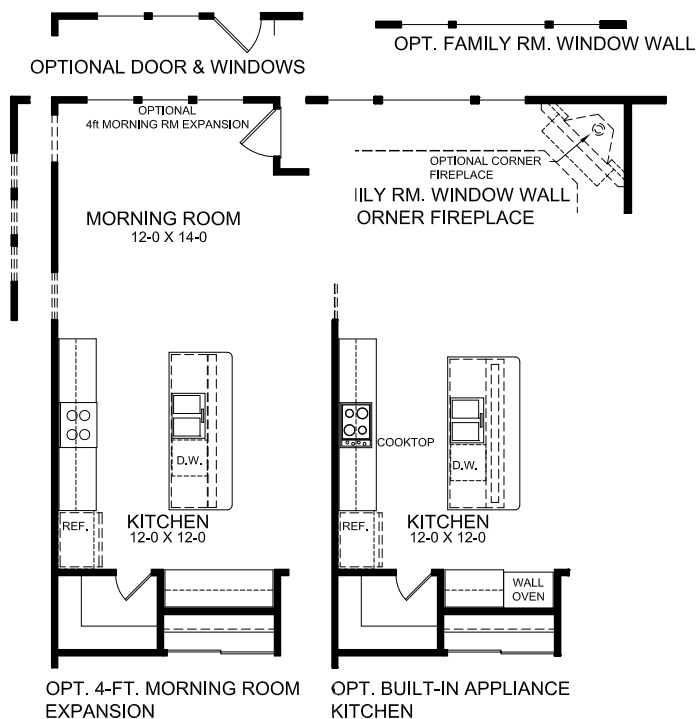 OPTIONAL DOOR & WINDOWS
OPT. FAMILY RM. WINDOW WALL
OPTIONAL
4ft MORNING RM EXPANSION
OPTIONAL CORNER
FIREPLACE
ILY RM. WINDOW WALL
ORNER FIREPLACE
MORNING ROOM
12-0 X 14-0
COOKTOP
D.W.
D.W.
REF.
KITCHEN
12-0 X 12-0
REF.
KITCHEN
12-0 X 12-0
WALL
OVEN
OPT. 4-FT. MORNING ROOM
EXPANSION
OPT. BUILT-IN APPLIANCE
KITCHEN